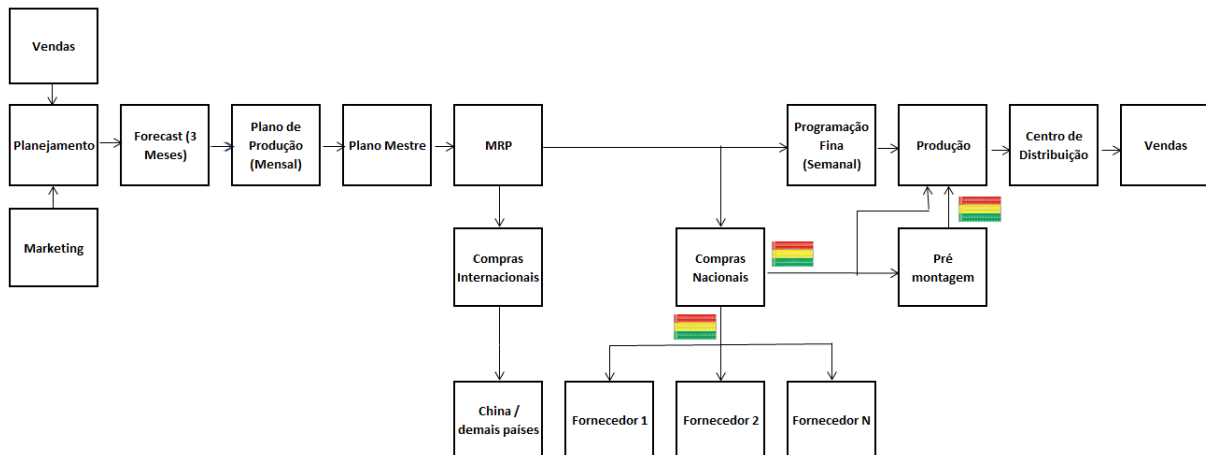 Vendas
Planejamento
Forecast (3
Meses)
Plano de
Produção
(Mensal)
Plano Mestre
MRP
Programação
Fina
(Semanal)
Produção
Centro de
Distribuição
Vendas
Marketing
Compras
Internacionais
Compras
Nacionais
Pré
montagem
China /
demais países
Fornecedor 1
Fornecedor 2
Fornecedor N